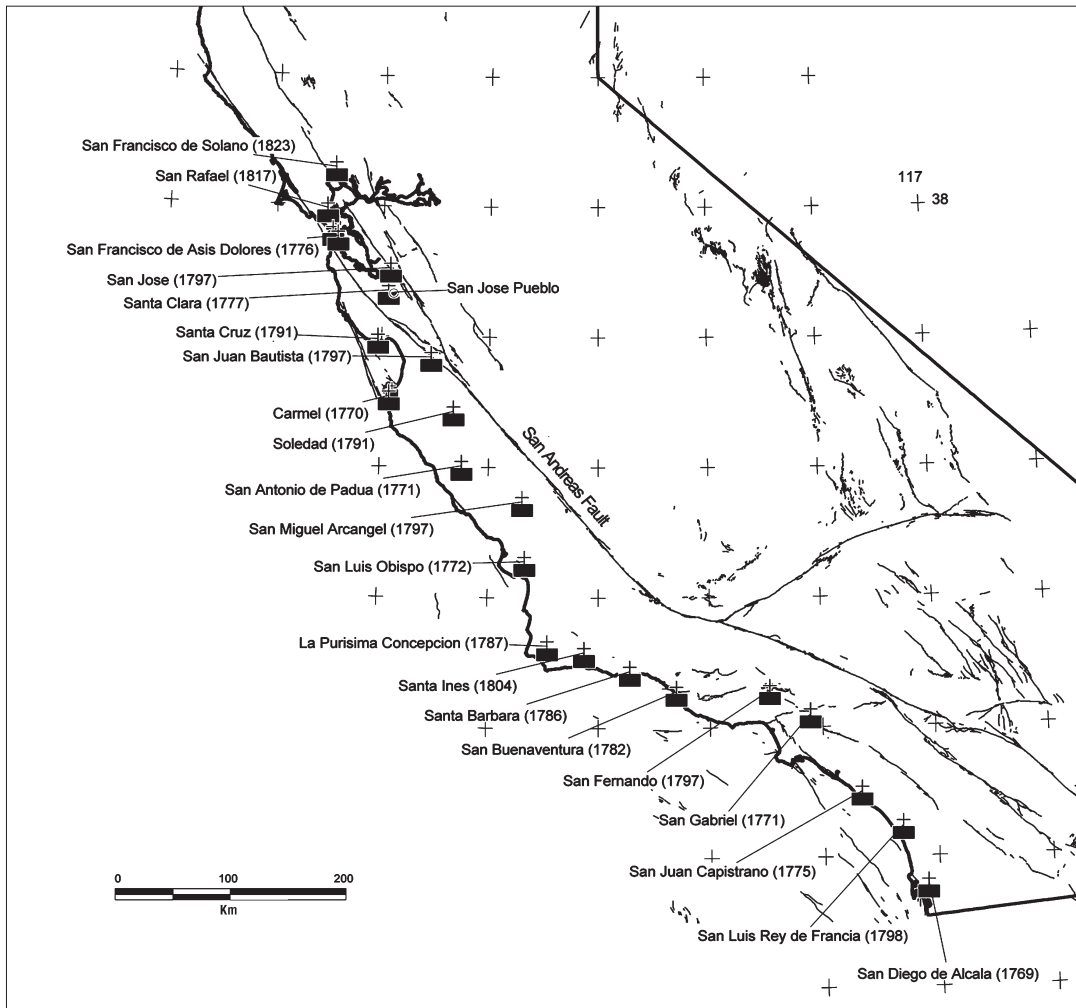 San Francisco de Solano (1823)
San Rafael (1817)
117
38
San Francisco de Asis Dolores (1776)
San Jose (1797)
San Jose Pueblo
Santa Clara (1777)
Santa Cruz (1791)
San Juan Bautista (1797)
Carmel (1770)
Soledad (1791)
San Andreas Fault
San Antonio de Padua (1771)
San Miguel Arcangel (1797)
San Luis Obispo (1772)
La Purisima Concepcion (1787)
Santa Ines (1804)
Santa Barbara (1786)
San Buenaventura (1782)
San Fernando (1797)
San Gabriel (1771)
San Juan Capistrano (1775)
0 100 200
Km
San Luis Rey de Francia (1798)
San Diego de Alcala (1769)